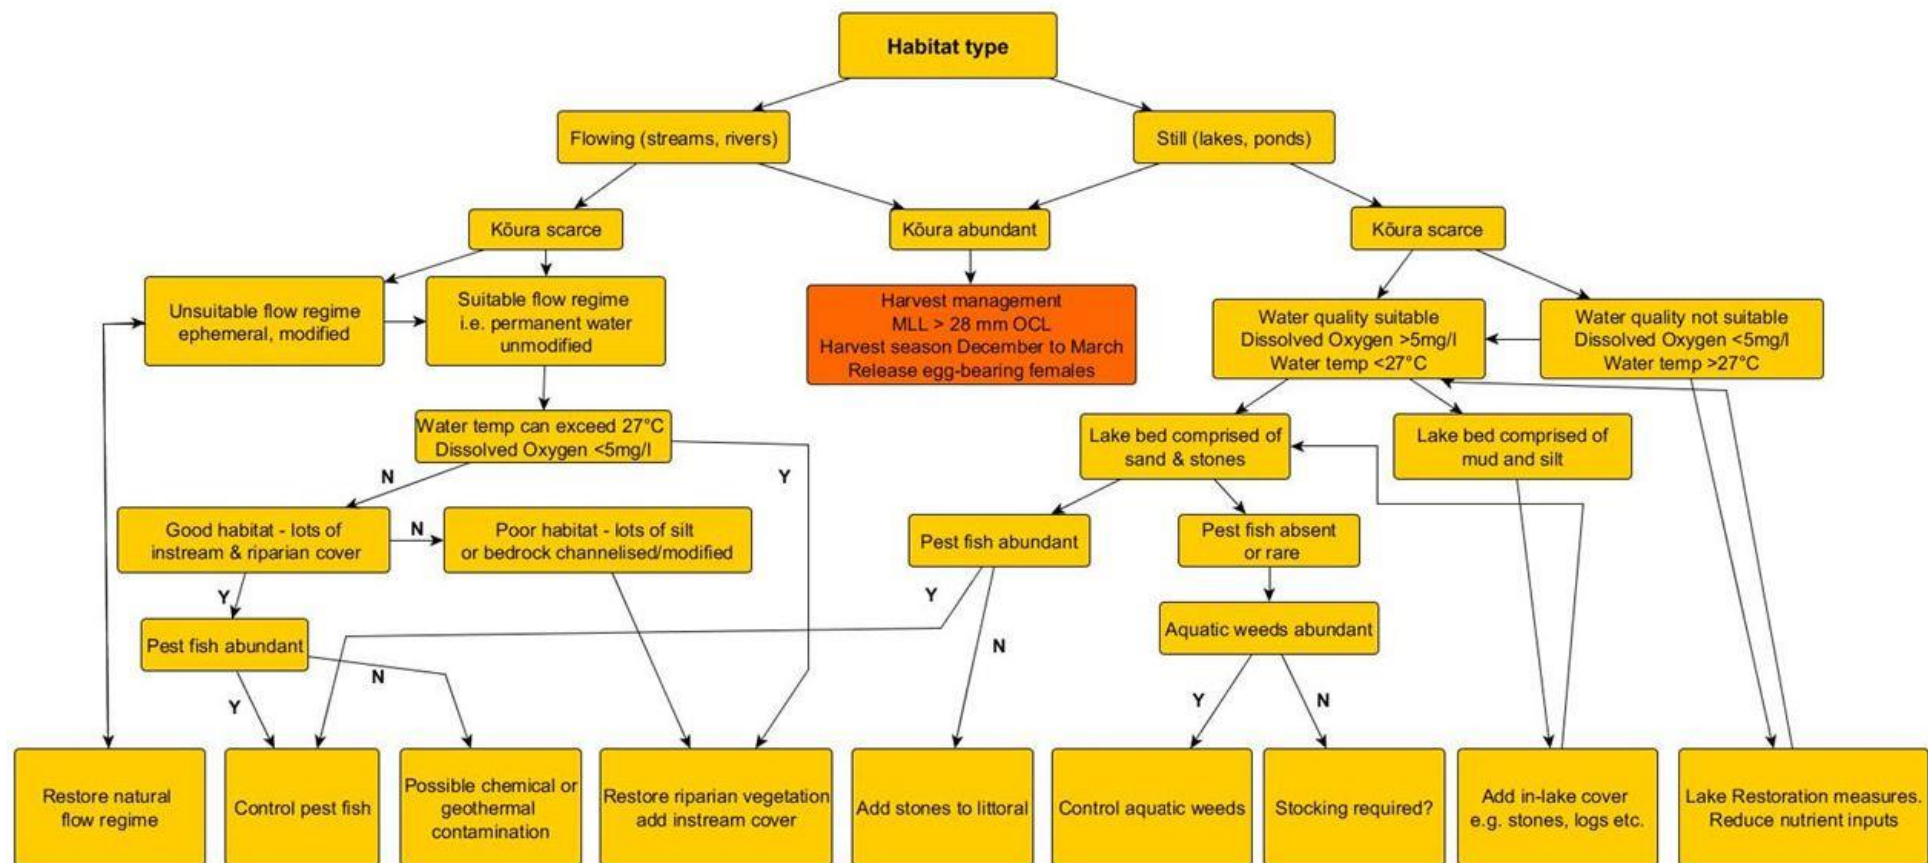 Habitat type
Flowing (streams, rivers)
Still (lakes, ponds)
Kōura scarce
Kōura abundant
Kōura scarce
Unsuitable flow regime
ephemeral, modified
Suitable flow regime
i.e. permanent water
unmodified
Harvest management
MLL > 28 mm OCL
Harvest season December to March
Release egg-bearing females
Water quality suitable
Dissolved Oxygen >5mg/l
Water temp <27°C
Water quality not suitable
Dissolved Oxygen <5mg/l
Water temp >27°C
Water temp can exceed 27°C
Dissolved Oxygen <5mg/l
Lake bed comprised of
sand & stones
Lake bed comprised of
mud and silt
N
Y
Good habitat - lots of
instream & riparian cover
N
Poor habitat - lots of silt
or bedrock channelised/modified
Pest fish abundant
Pest fish absent
or rare
Y
Y
Pest fish abundant
Aquatic weeds abundant
N
N
Y
Y
N
Restore natural
flow regime
Control pest fish
Possible chemical or
geothermal
contamination
Restore riparian vegetation
add instream cover
Add stones to littoral
Control aquatic weeds
Stocking required?
Add in-lake cover
e.g. stones, logs etc.
Lake Restoration measures.
Reduce nutrient inputs